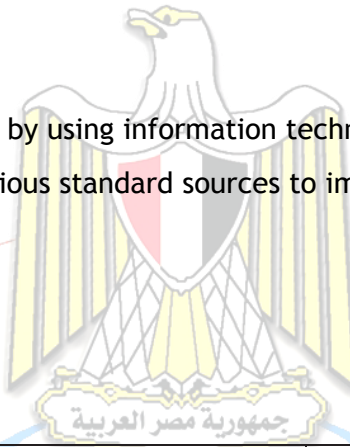 by using information techn
ious standard sources to im
جمهورية مصر العربية